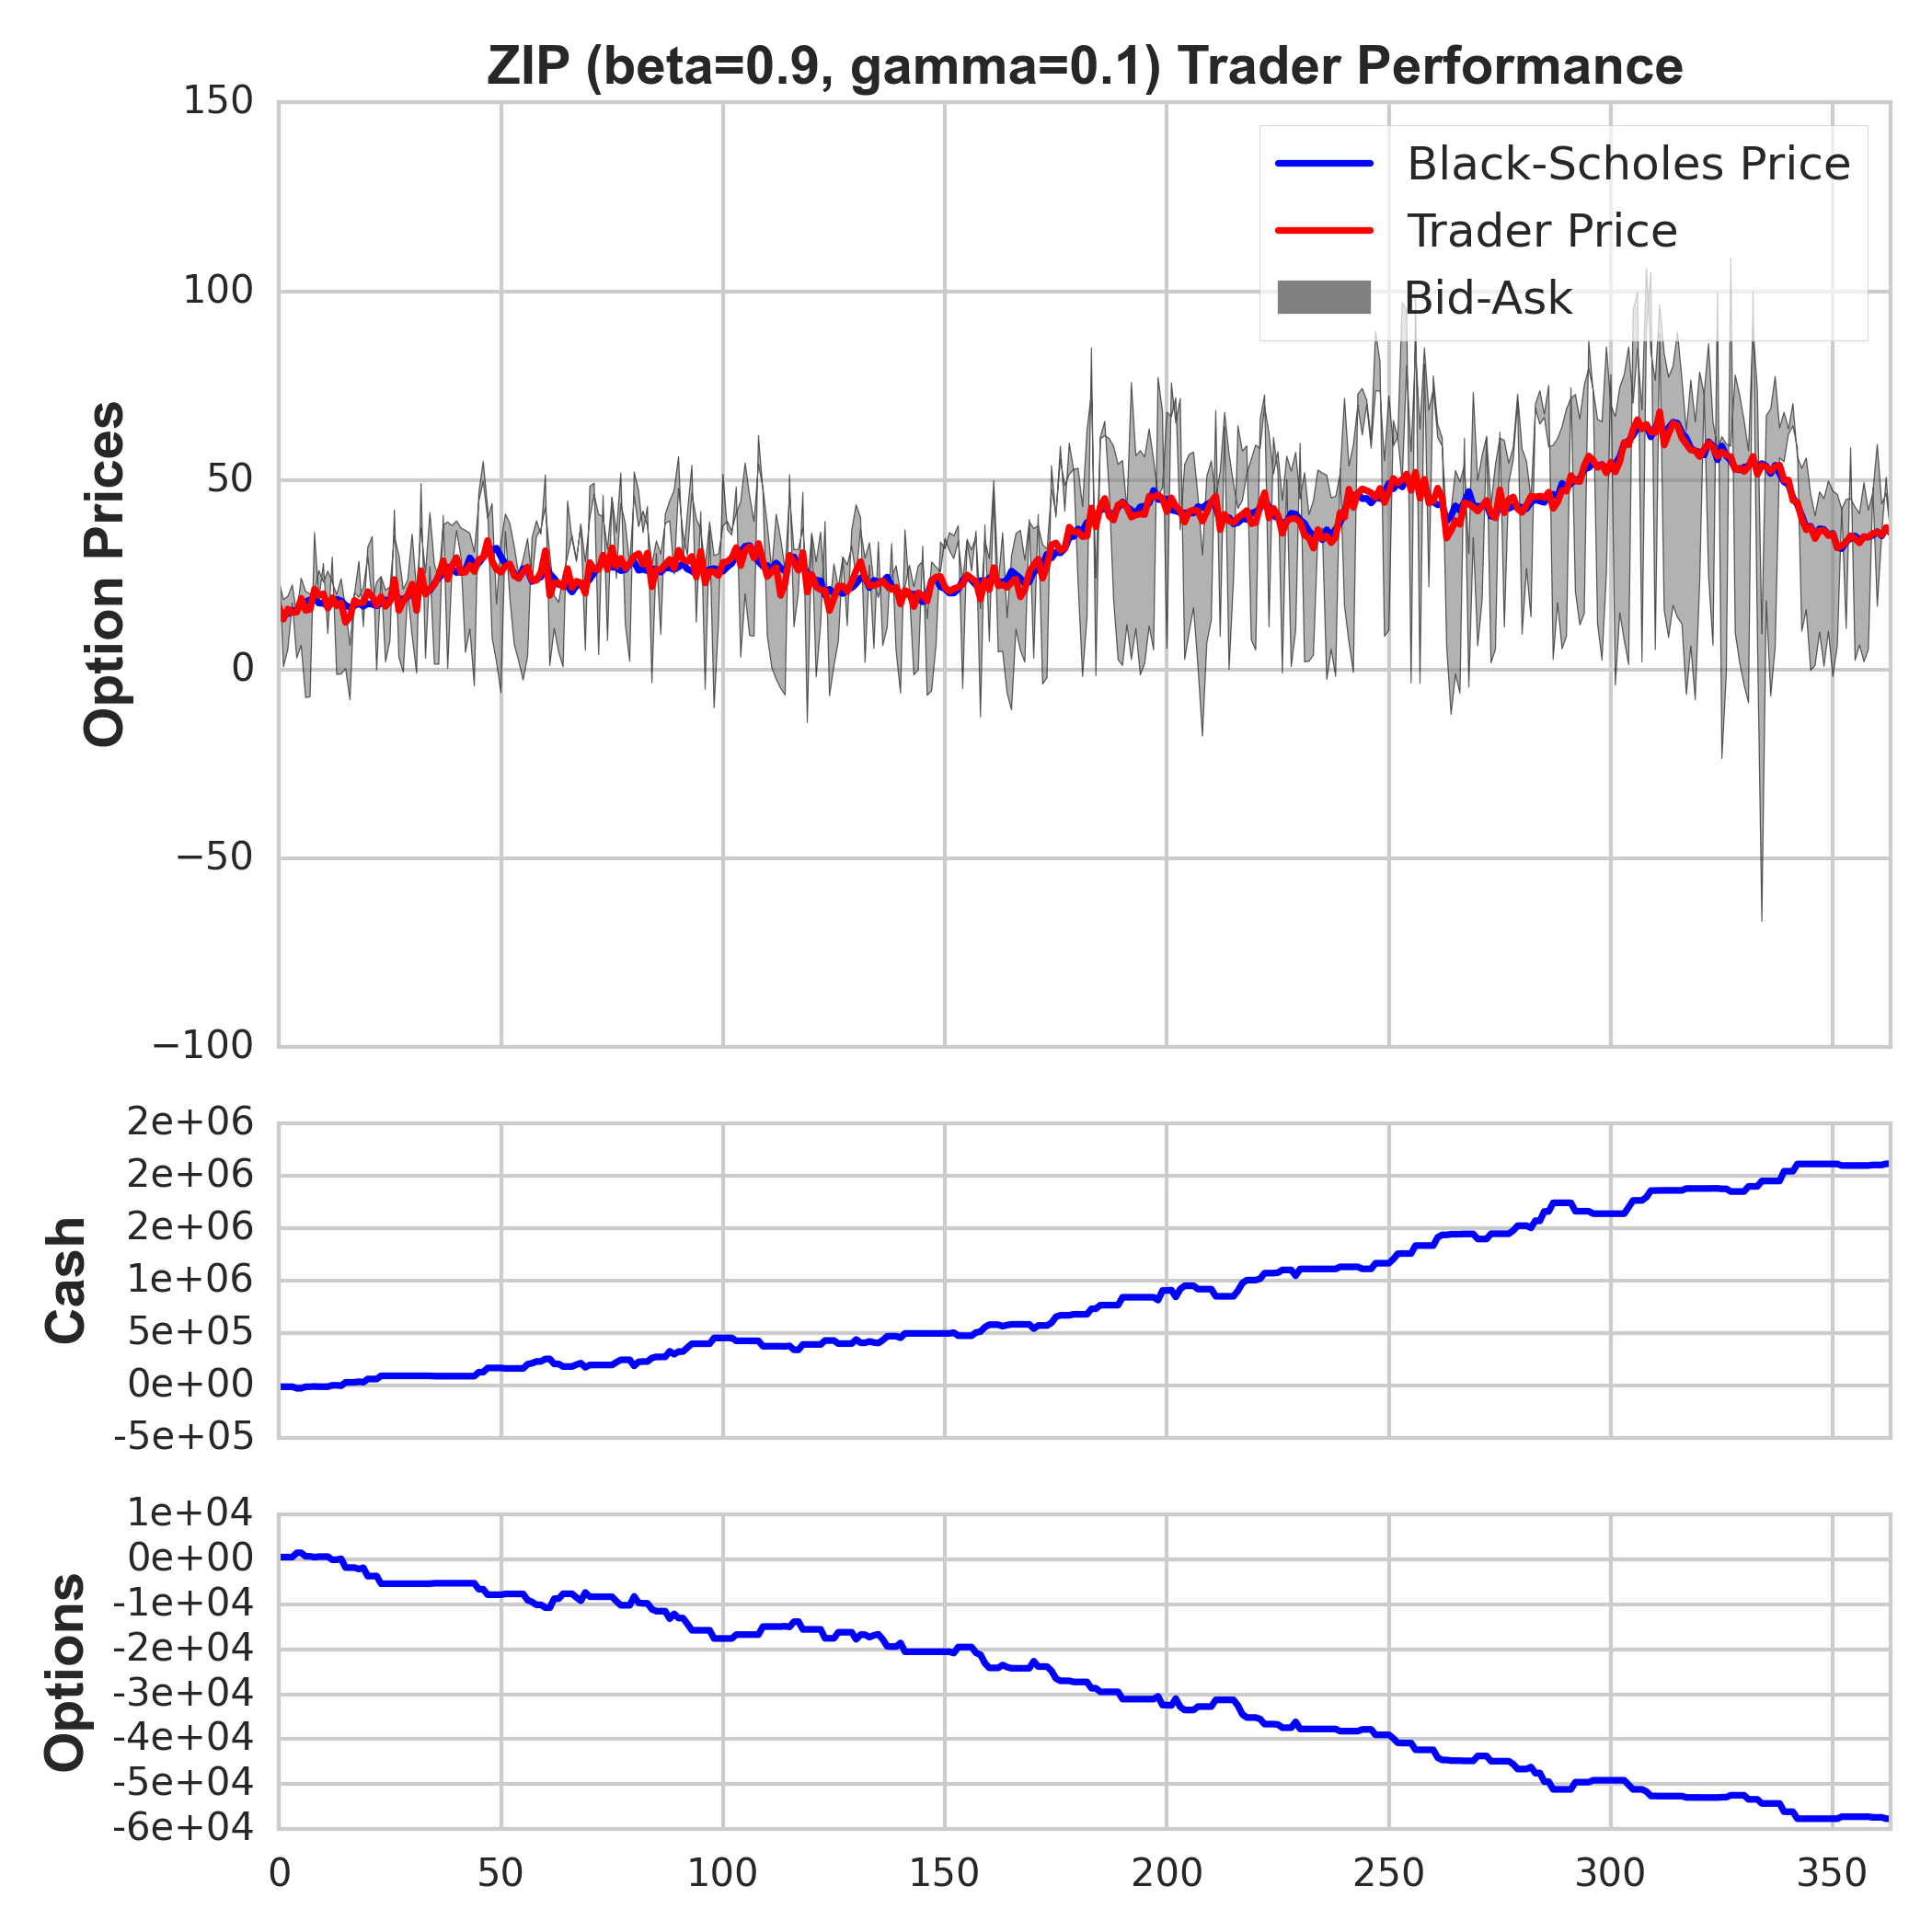 ZIP (beta=0.9, gamma=0.1) Trader Performance
150
100
50
0
−50
−100
Option Prices
Black-Scholes Price
Trader Price
Bid-Ask
2e+06
2e+06
2e+06
1e+06
5e+05
0e+00
-5e+05
Cash
1e+04
0e+00
-1e+04
-2e+04
-3e+04
-4e+04
-5e+04
-6e+04
Options
0 50 100 150 200 250 300 350